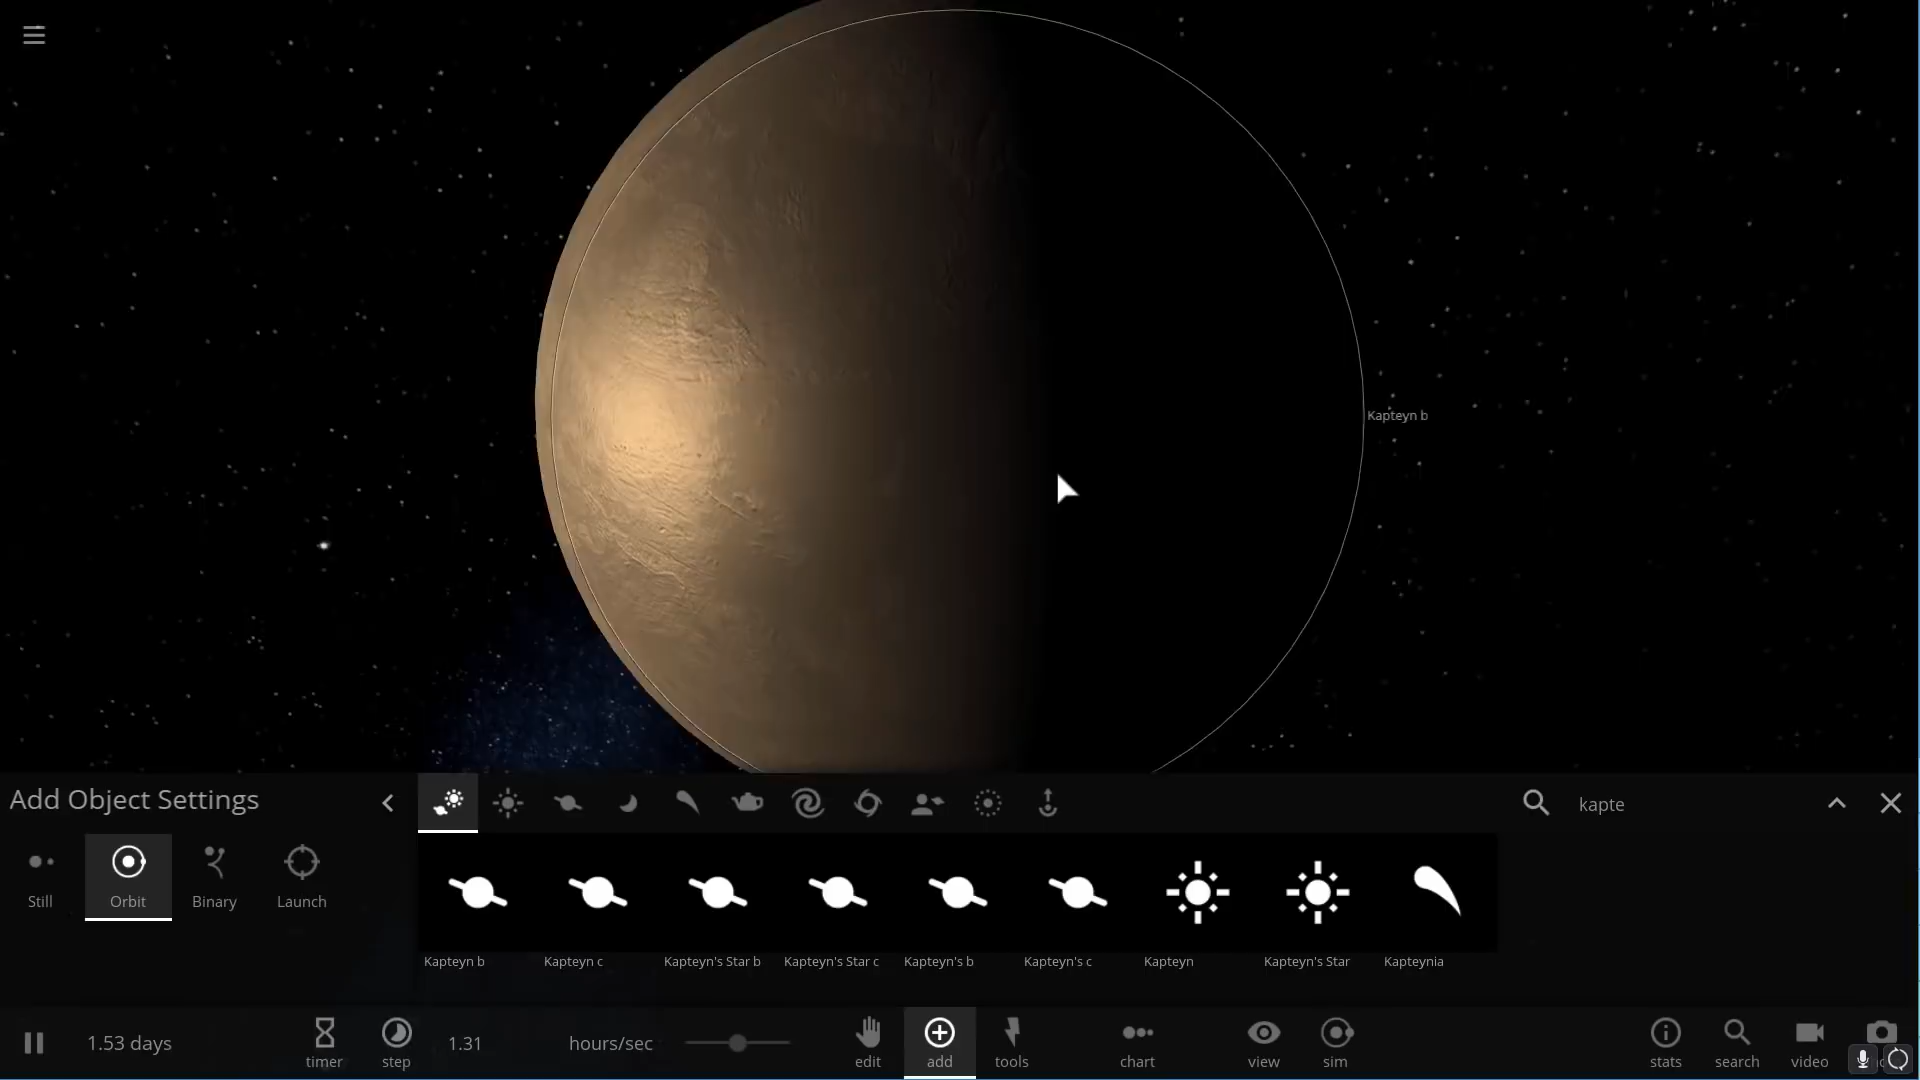 Kapteyn b
Add Object Settings
kapte
Still
Orbit
Binary
Launch
Kapteyn b
Kapteyn c
Kapteyn's Star b
Kapteyn's Star c
Kapteyn's b
Kapteyn's c
Kapteyn
Kapteyn's Star
Kapteynia
1.53 days
timer
step
1.31
hours/sec
edit
add
tools
chart
view
sim
stats
search
video